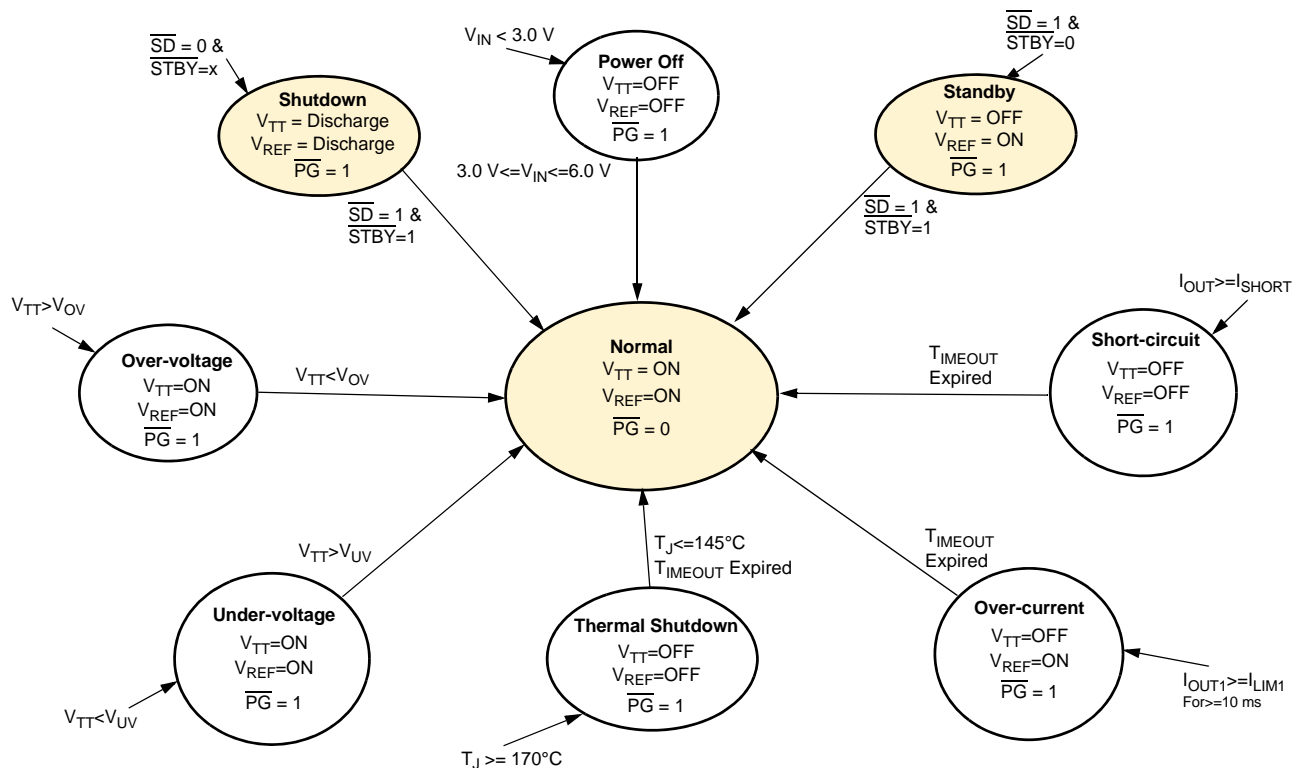 SD = 0 &
STBY=x
Shutdown
VTT = Discharge
VREF = Discharge
PG = 1
SD = 1 &
STBY=1
VIN < 3.0 V
Power Off
VTT=OFF
VREF=OFF
PG = 1
3.0 V<=VIN<=6.0 V
SD = 1 &
STBY=0
Standby
VTT = OFF
VREF = ON
PG = 1
SD = 1 &
STBY=1
VTT>VOV
Over-voltage
VTT=ON
VREF=ON
PG = 1
VTT<VOV
Normal
VTT = ON
VREF=ON
PG = 0
IOUT>=ISHORT
Short-circuit
VTT=OFF
VREF=OFF
PG = 1
TIMEOUT
Expired
VTT>VUV
Under-voltage
VTT=ON
VREF=ON
PG = 1
VTT<VUV
TJ<=145°C
TIMEOUT Expired
Thermal Shutdown
VTT=OFF
VREF=OFF
PG = 1
TJ >= 170°C
TIMEOUT
Expired
Over-current
VTT=OFF
VREF=ON
PG = 1
IOUT1>=ILIM1
For>=10 ms